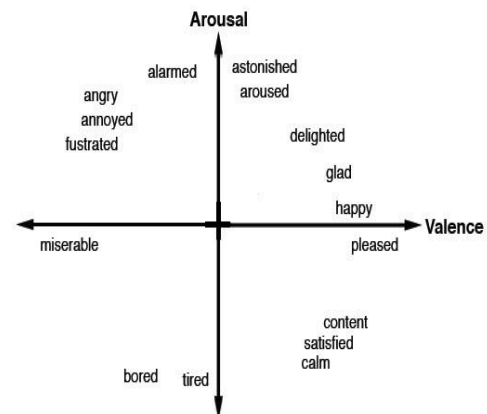 Arousal
alarmed
astonished
angry
aroused
annoyed
delighted
fustrated
glad
happy
Valence
miserable
pleased
content
satisfied
calm
bored
tired